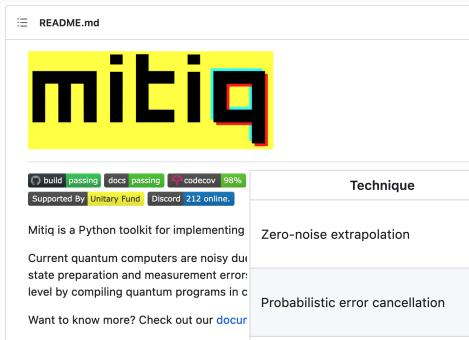 README.md
mitiq
build passing docs passing codecov 98%
Supported By Unitary Fund Discord 212 online.
Technique
Mitiq is a Python toolkit for implementing
Zero-noise extrapolation
Current quantum computers are noisy due
state preparation and measurement errors
level by compiling quantum programs in
Probabilistic error cancellation
Want to know more? Check out our